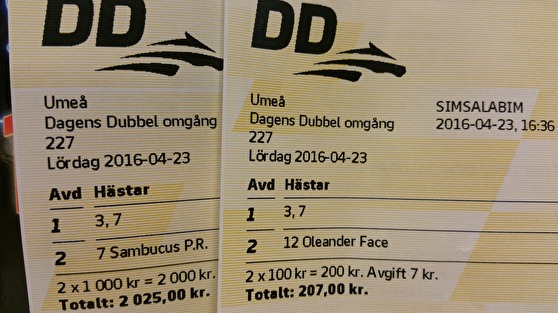 DD
Umeå
Dagens Dubbel omgång
227
Lördag 2016-04-23
Avd Hästar
1 3, 7
2 7 Sambucus P.R.
2 x 1 000 kr = 2 000 kr.
Totalt: 2 025,00 kr.
DD
Umeå
Dagens Dubbel omgång
227
Lördag 2016-04-23
SIMSALABIM
2016-04-23, 16:36
Avd Hästar
1 3, 7
2 12 Oleander Face
2 x 100 kr = 200 kr. Avgift 7 kr.
Totalt: 207,00 kr.